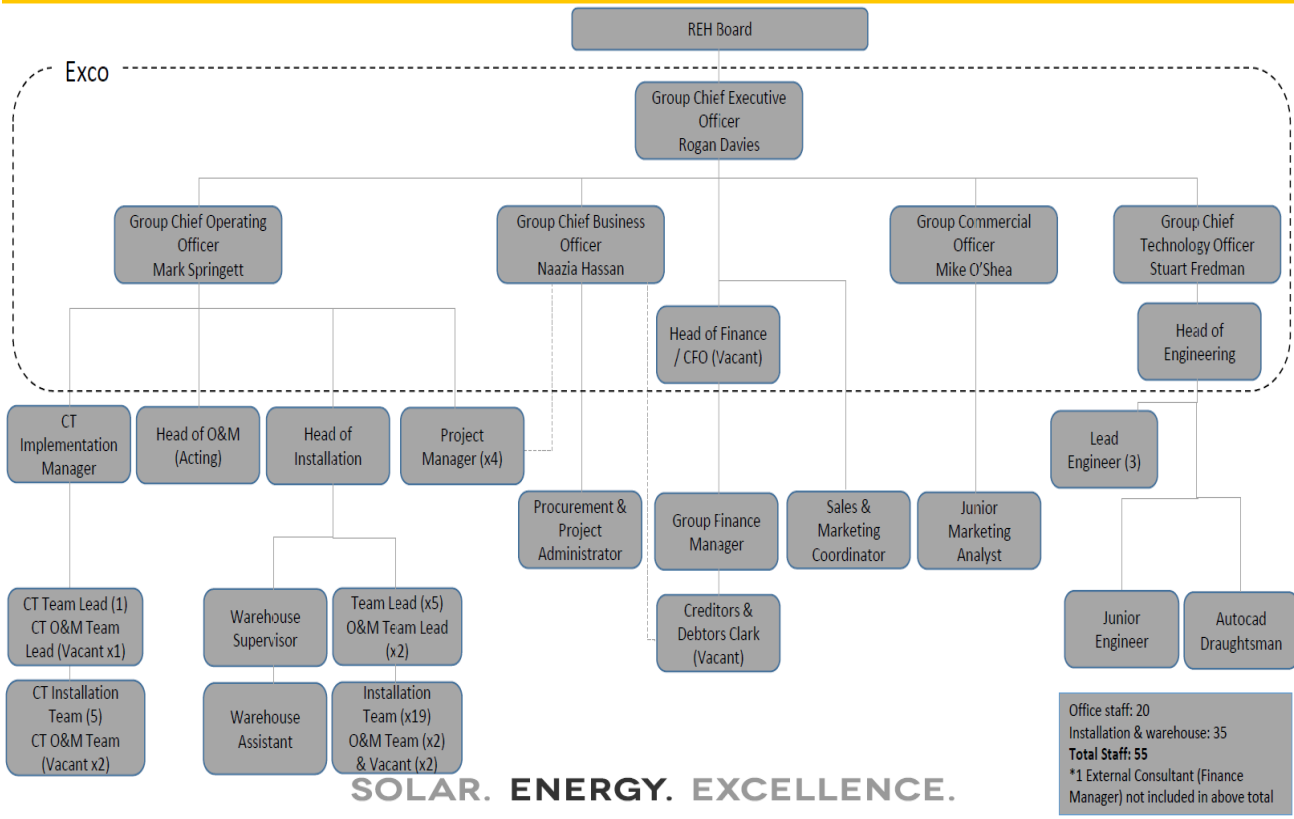 REH Board
Exco
Group Chief Executive
Officer
Rogan Davies
Group Chief Operating
Officer
Mark Springett
Group Chief Business
Officer
Naazia Hassan
Group Commercial
Officer
Mike O'Shea
Group Chief
Technology Officer
Stuart Fredman
Head of Finance
/ CFO (Vacant)
Head of
Engineering
CT
Implementation
Manager
Head of O&M
(Acting)
Head of
Installation
Project
Manager (x4)
Lead
Engineer (3)
Procurement &
Project
Administrator
Group Finance
Manager
Sales &
Marketing
Coordinator
Junior
Marketing
Analyst
CT Team Lead (1)
CT O&M Team
Lead (Vacant x1)
Warehouse
Supervisor
Team Lead (x5)
O&M Team Lead
(x2)
Creditors &
Debtors Clark
(Vacant)
Junior
Engineer
Autocad
Draughtsman
CT Installation
Team (5)
CT O&M Team
(Vacant x2)
Warehouse
Assistant
Installation
Team (x19)
O&M Team (x2)
& Vacant (x2)
Office staff: 20
Installation & warehouse: 35
Total Staff: 55
*1 External Consultant (Finance
Manager) not included in above total
SOLAR. ENERGY. EXCELLENCE.